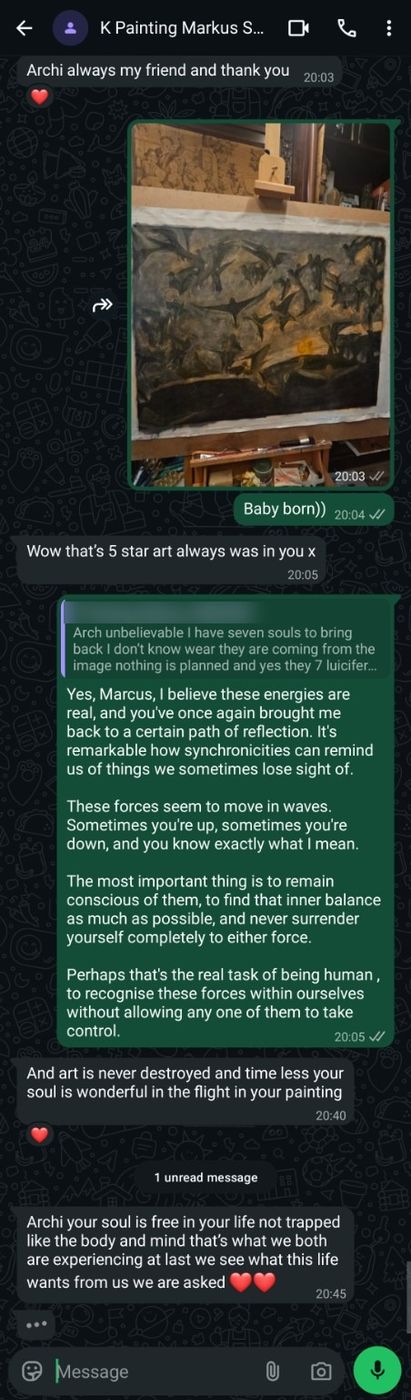 K Painting Markus S...
Archi always my friend and thank you
20:03
20:03
Baby born))
20:04
Wow that's 5 star art always was in you x
20:05
Arch unbelievable I have seven souls to bring
back I don't know wear they are coming from the
image nothing is planned and yes they 7 luicifer...
Yes, Marcus, I believe these energies are
real, and you've once again brought me
back to a certain path of reflection. It's
remarkable how synchronicities can remind
us of things we sometimes lose sight of.
These forces seem to move in waves.
Sometimes you're up, sometimes you're
down, and you know exactly what I mean.
The most important thing is to remain
conscious of them, to find that inner balance
as much as possible, and never surrender
yourself completely to either force.
Perhaps that's the real task of being human ,
to recognise these forces within ourselves
without allowing any one of them to take
control.
20:05
And art is never destroyed and time less your
soul is wonderful in the flight in your painting
20:40
1 unread message
Archi your soul is free in your life not trapped
like the body and mind that's what we both
are experiencing at last we see what this life
wants from us we are asked ❤️❤️
20:45
Message